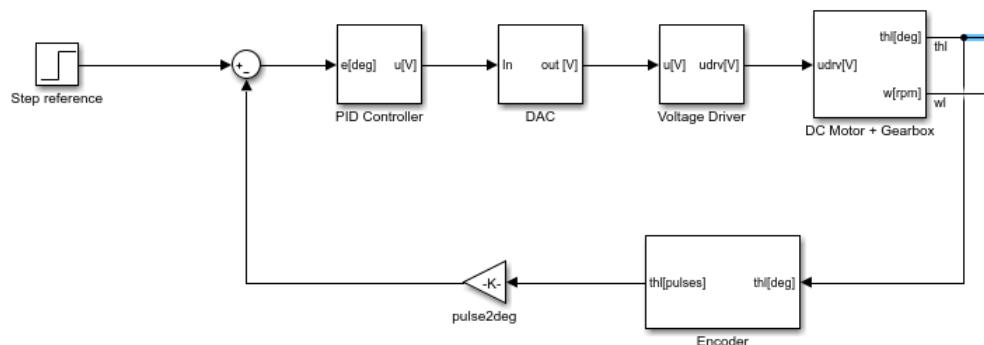 Step reference
+
−
e[deg]
u[V]
PID Controller
In
out [V]
DAC
u[V]
udrv[V]
Voltage Driver
udrv[V]
thl[deg]
w[rpm]
DC Motor + Gearbox
thl
wl
thl[pulses]
thl[deg]
Encoder
-K-
pulse2deg